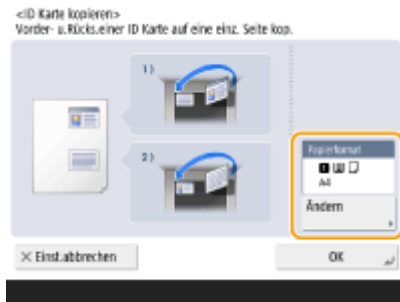 <ID Karte kopieren>
Vorder- u.Rücks.einer ID Karte auf eine einz. Seite kop.
1)
2)
Papierformat
1
A4
Ändern
× Einst.abbrechen
OK